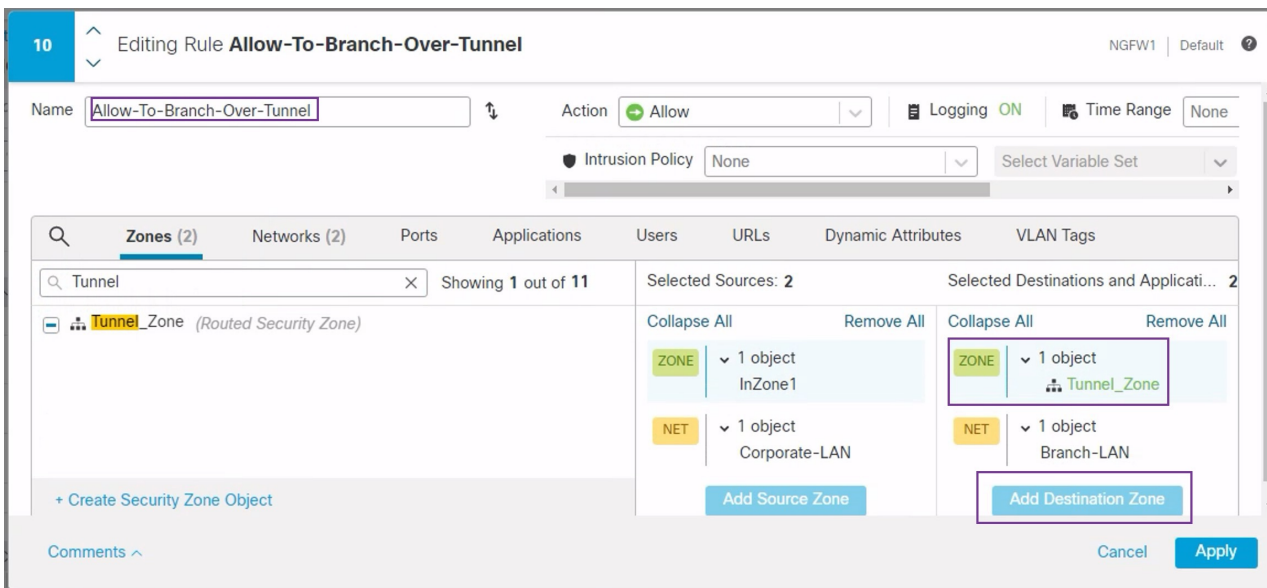 10 Editing Rule Allow-To-Branch-Over-Tunnel NGFW1 Default ?
Name Allow-To-Branch-Over-Tunnel Action Allow Logging ON Time Range None
Intrusion Policy None Select Variable Set
Zones (2) Networks (2) Ports Applications Users URLs Dynamic Attributes VLAN Tags
Tunnel Showing 1 out of 11 Selected Sources: 2 Selected Destinations and Applicati... 2
Tunnel_Zone (Routed Security Zone) Collapse All Remove All Collapse All Remove All
ZONE 1 object ZONE 1 object
InZone1 Tunnel_Zone
NET 1 object NET 1 object
Corporate-LAN Branch-LAN
+ Create Security Zone Object Add Source Zone Add Destination Zone
Comments Cancel Apply